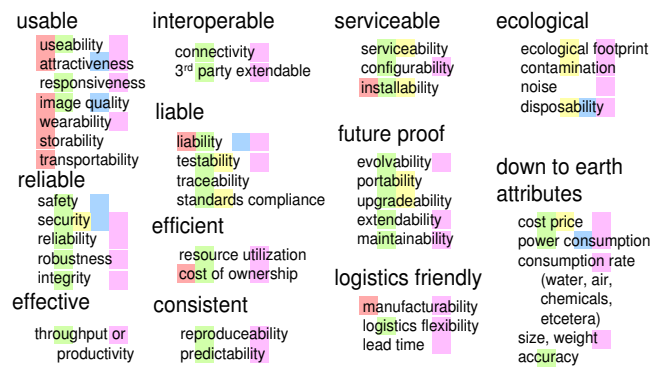 usable
useability
attractiveness
responsiveness
image quality
wearability
storability
transportability
reliable
safety
security
reliability
robustness
integrity
effective
throughput or
productivity
interoperable
connectivity
3rd party extendable
liable
liability
testability
traceability
standards compliance
efficient
resource utilization
cost of ownership
consistent
reproduceability
predictability
serviceable
serviceability
configurability
installability
future proof
evolvability
portability
upgradeability
extendability
maintainability
logistics friendly
manufacturability
logistics flexibility
lead time
ecological
ecological footprint
contamination
noise
disposability
down to earth
attributes
cost price
power consumption
consumption rate
(water, air,
chemicals,
etcetera)
size, weight
accuracy